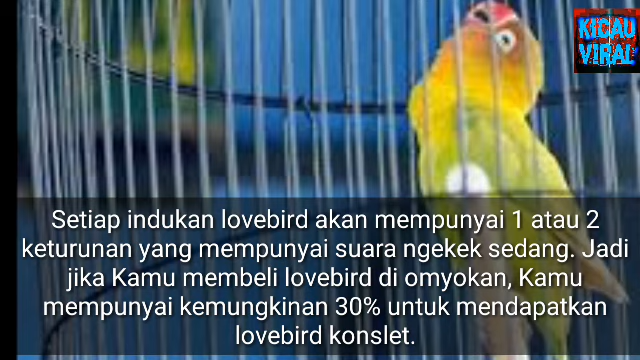 KICAU
VIRAL
Setiap indukan lovebird akan mempunyai 1 atau 2
keturunan yang mempunyai suara ngekek sedang. Jadi
jika Kamu membeli lovebird di omyokan, Kamu
mempunyai kemungkinan 30% untuk mendapatkan
lovebird konslet.